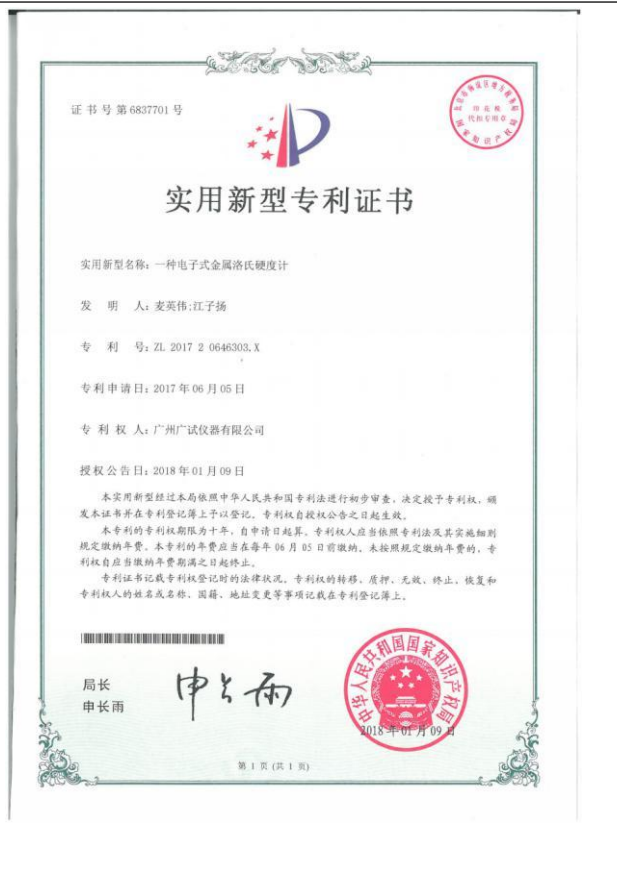 证书号第6837701号
印花税
代扣专用章
国家知识产权局
实用新型专利证书
实用新型名称：一种电子式金属洛氏硬度计
发明人：麦英伟;江子扬
专利号：ZL 2017 2 0646303.X
专利申请日：2017年06月05日
专利权人：广州广试仪器有限公司
授权公告日：2018年01月09日
本实用新型经过本局依照中华人民共和国专利法进行初步审查，决定授予专利权，颁
发本证书并在专利登记簿上予以登记。专利权自授权公告之日起生效。
本专利的专利权期限为十年，自申请日起算。专利权人应当依照专利法及其实施细则
规定缴纳年费。本专利的年费应当在每年06月05日前缴纳。未按照规定缴纳年费的，专
利权自应当缴纳年费期满之日起终止。
专利证书记载专利权登记时的法律状况。专利权的转移、质押、无效、终止、恢复和
专利权人的姓名或名称、国籍、地址变更等事项记载在专利登记簿上。
局长
申长雨
申长雨
中华人民共和国国家知识产权局
2018年01月09日
第1页(共1页)